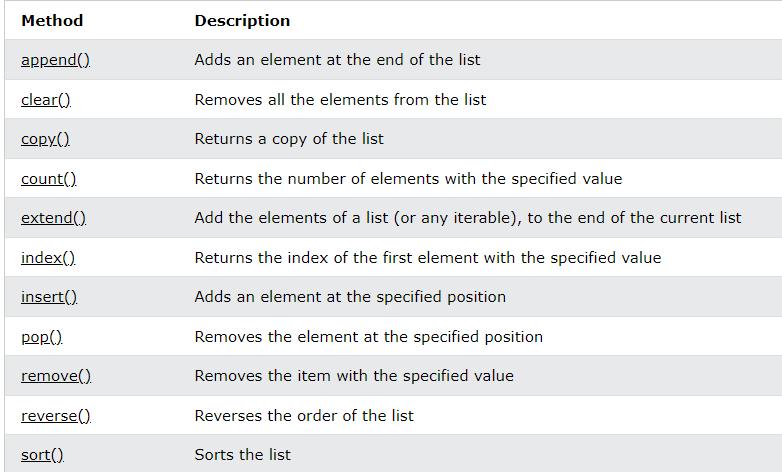 Method Description
append() Adds an element at the end of the list
clear() Removes all the elements from the list
copy() Returns a copy of the list
count() Returns the number of elements with the specified value
extend() Add the elements of a list (or any iterable), to the end of the current list
index() Returns the index of the first element with the specified value
insert() Adds an element at the specified position
pop() Removes the element at the specified position
remove() Removes the item with the specified value
reverse() Reverses the order of the list
sort() Sorts the list